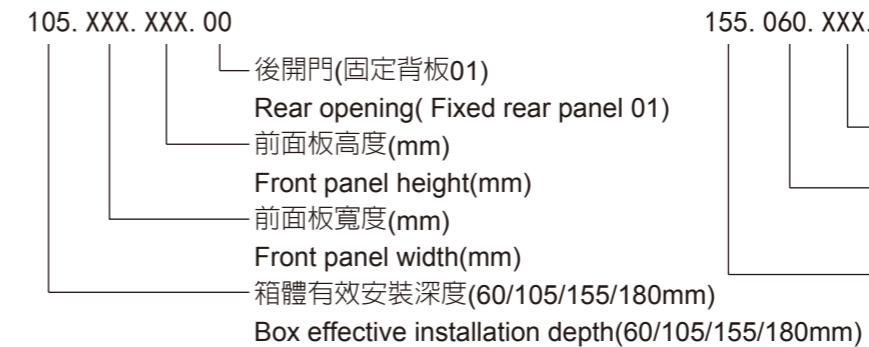 105. XXX. XXX. 00
155. 060. XXX.
後開門(固定背板01)
Rear opening( Fixed rear panel 01)
前面板高度(mm)
Front panel height(mm)
前面板寬度(mm)
Front panel width(mm)
箱體有效安裝深度(60/105/155/180mm)
Box effective installation depth(60/105/155/180mm)